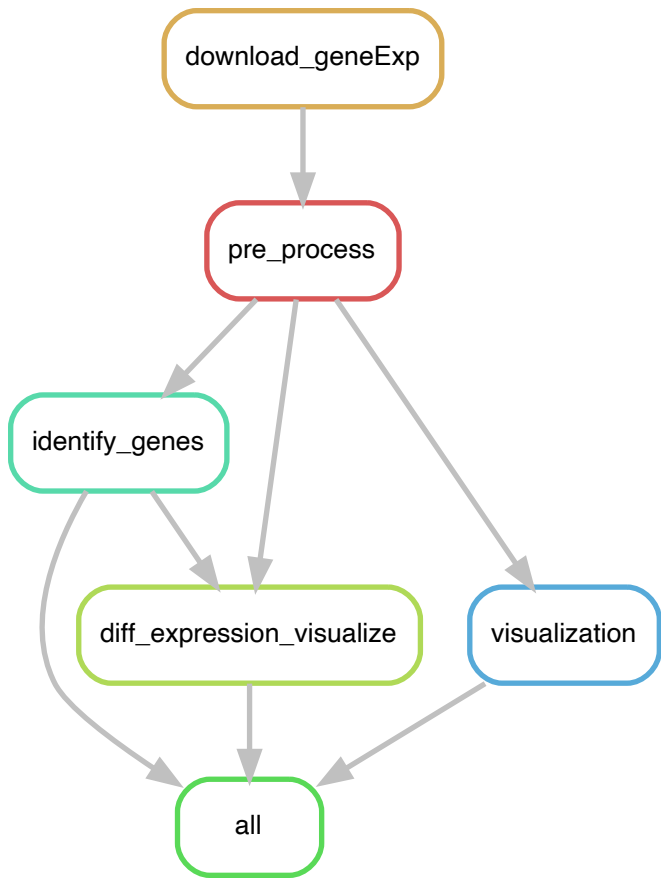 download_geneExp
pre_process
identify_genes
diff_expression_visualize
visualization
all